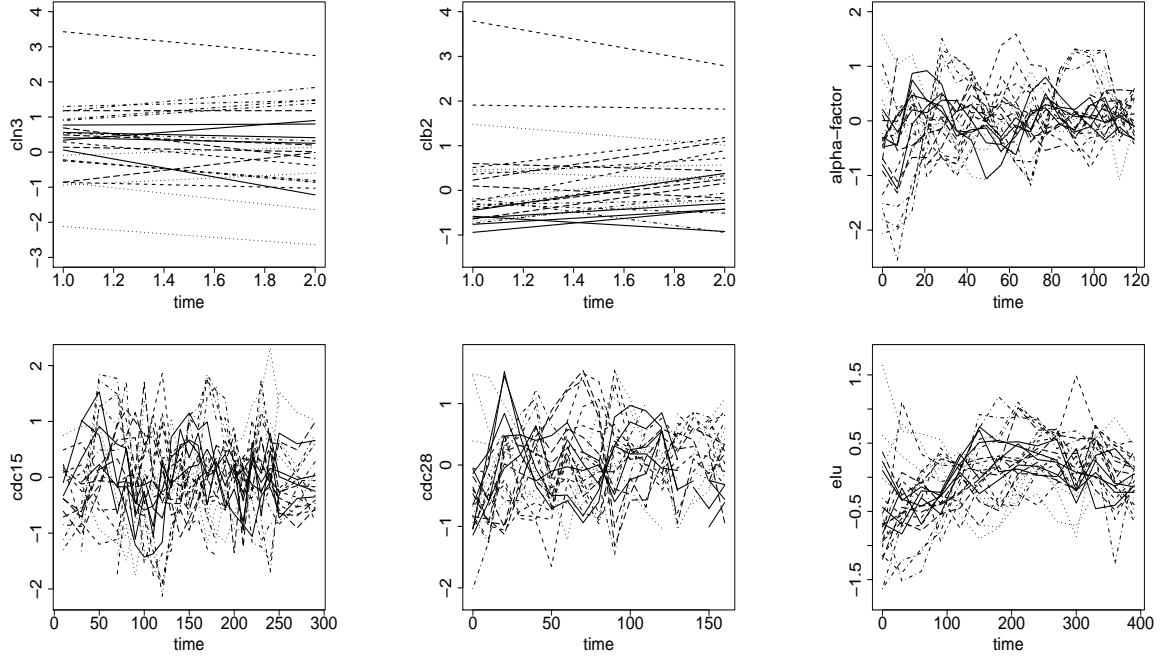 cln3
4
3
2
1
0
−1
−2
−3
1.0 1.2 1.4 1.6 1.8 2.0
time
clb2
4
3
2
1
0
−1
1.0 1.2 1.4 1.6 1.8 2.0
time
alpha−factor
2
1
0
−1
−2
0 20 40 60 80 100 120
time
cdc15
2
1
0
−1
−2
0 50 100 150 200 250 300
time
cdc28
1
0
−1
−2
0 50 100 150
time
elu
1.5
0.5
−0.5
−1.5
0 100 200 300 400
time